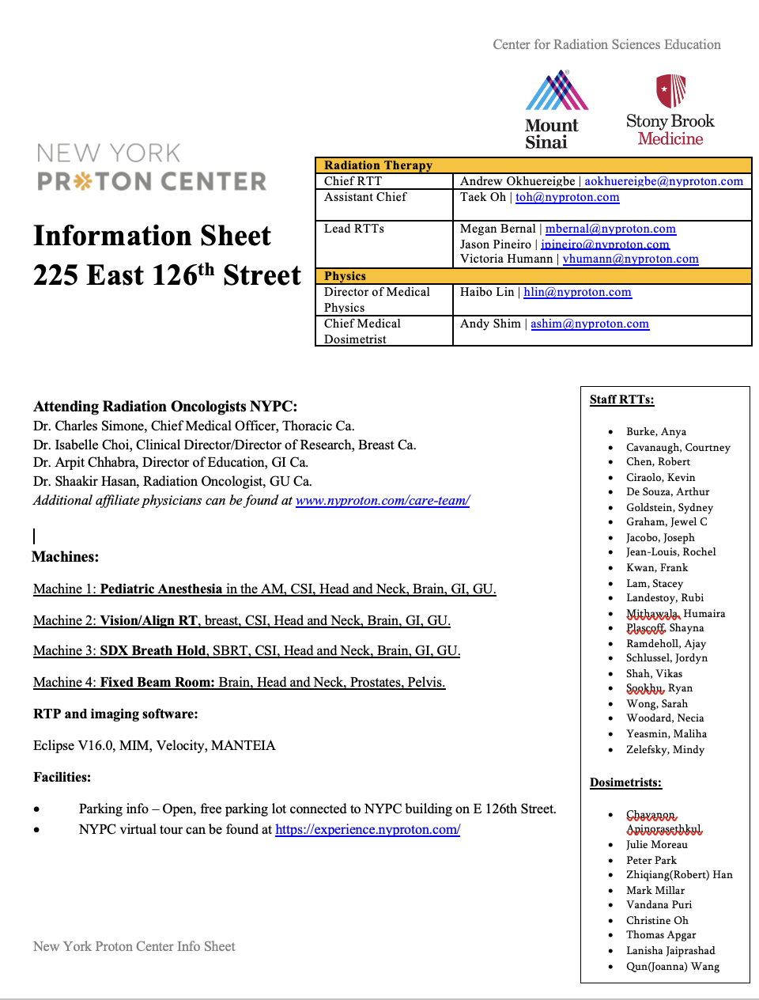 Center for Radiation Sciences Education
Mount
Sinai
®
Stony Brook
Medicine
NEW YORK
PROTON CENTER
Information Sheet
225 East 126th Street
Radiation Therapy
Chief RTT Andrew Okhuereigbe | aokhuereigbe@nyproton.com
Assistant Chief Taek Oh | toh@nyproton.com
Lead RTTs Megan Bernal | mbernal@nyproton.com
Jason Pineiro | jpineiro@nyproton.com
Victoria Humann | vhumann@nyproton.com
Physics
Director of Medical Physics Haibo Lin | hlin@nyproton.com
Chief Medical Dosimetrist Andy Shim | ashim@nyproton.com
Attending Radiation Oncologists NYPC:
Dr. Charles Simone, Chief Medical Officer, Thoracic Ca.
Dr. Isabelle Choi, Clinical Director/Director of Research, Breast Ca.
Dr. Arpit Chhabra, Director of Education, GI Ca.
Dr. Shaakir Hasan, Radiation Oncologist, GU Ca.
Additional affiliate physicians can be found at www.nyproton.com/care-team/
Machines:
Machine 1: Pediatric Anesthesia in the AM, CSI, Head and Neck, Brain, GI, GU.
Machine 2: Vision/Align RT, breast, CSI, Head and Neck, Brain, GI, GU.
Machine 3: SDX Breath Hold, SBRT, CSI, Head and Neck, Brain, GI, GU.
Machine 4: Fixed Beam Room: Brain, Head and Neck, Prostates, Pelvis.
RTP and imaging software:
Eclipse V16.0, MIM, Velocity, MANTEIA
Facilities:
• Parking info – Open, free parking lot connected to NYPC building on E 126th Street.
• NYPC virtual tour can be found at https://experience.nyproton.com/
Staff RTTs:
• Burke, Anya
• Cavanaugh, Courtney
• Chen, Robert
• Ciraolo, Kevin
• De Souza, Arthur
• Goldstein, Sydney
• Graham, Jewel C
• Jacobo, Joseph
• Jean-Louis, Rochel
• Kwan, Frank
• Lam, Stacey
• Landestoy, Rubi
• Mithawala, Humaira
• Plascoff, Shayna
• Ramdeholl, Ajay
• Schlussel, Jordyn
• Shah, Vikas
• Sookhu, Ryan
• Wong, Sarah
• Woodard, Necia
• Yeasmin, Maliha
• Zelefsky, Mindy
Dosimetrists:
• Chavanon
Apinorasethkul
• Julie Moreau
• Peter Park
• Zhiqiang(Robert) Han
• Mark Millar
• Vandana Puri
• Christine Oh
• Thomas Apgar
• Lanisha Jaiprashad
• Qun(Joanna) Wang
New York Proton Center Info Sheet